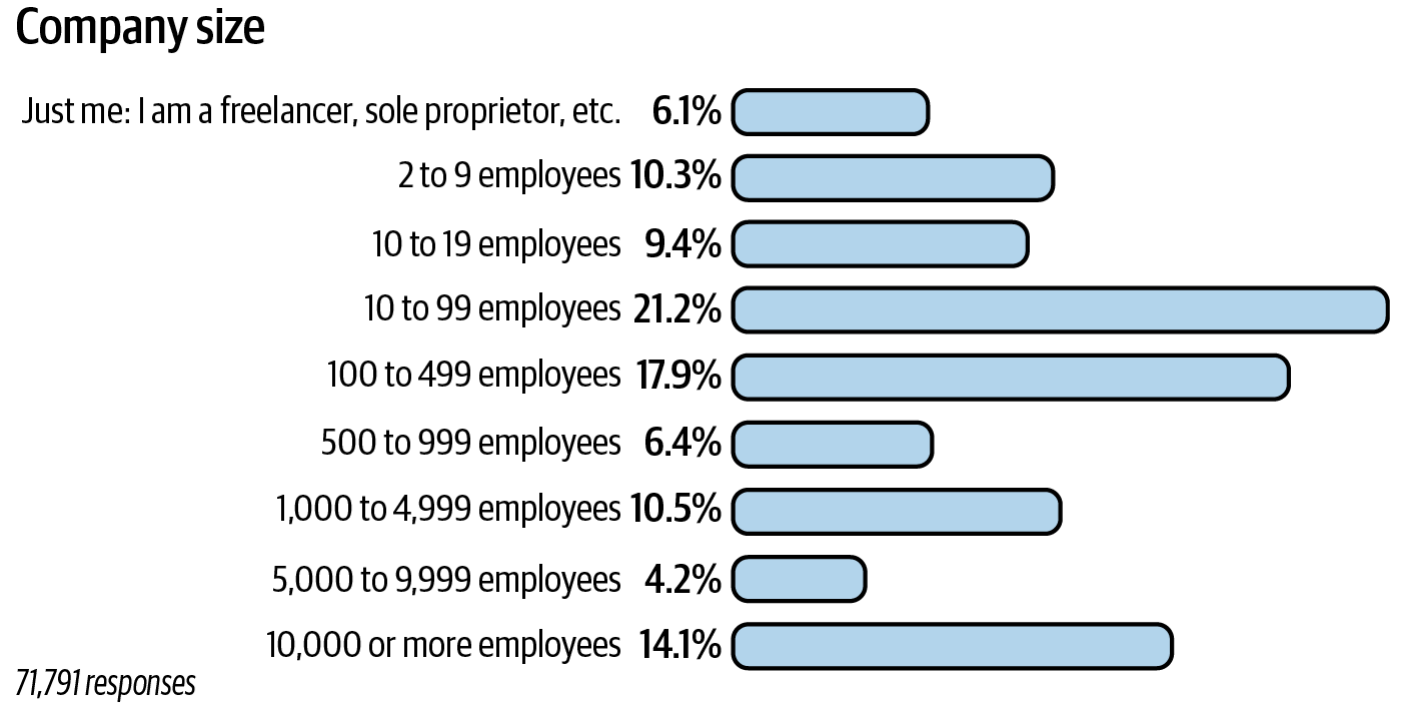 Company size
Just me: I am a freelancer, sole proprietor, etc. 6.1%
2 to 9 employees 10.3%
10 to 19 employees 9.4%
10 to 99 employees 21.2%
100 to 499 employees 17.9%
500 to 999 employees 6.4%
1,000 to 4,999 employees 10.5%
5,000 to 9,999 employees 4.2%
10,000 or more employees 14.1%
71,791 responses